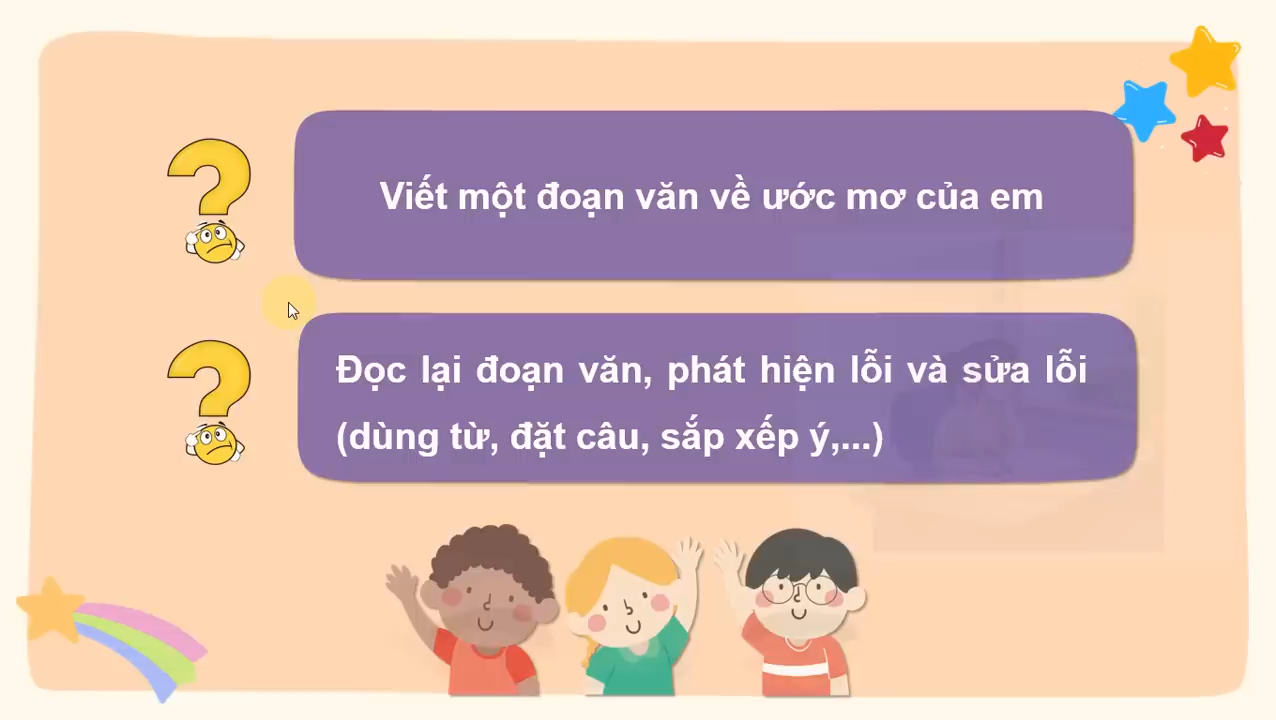 Viết một đoạn văn về ước mơ của em
Đọc lại đoạn văn, phát hiện lỗi và sửa lỗi
(dùng từ, đặt câu, sắp xếp ý,...)